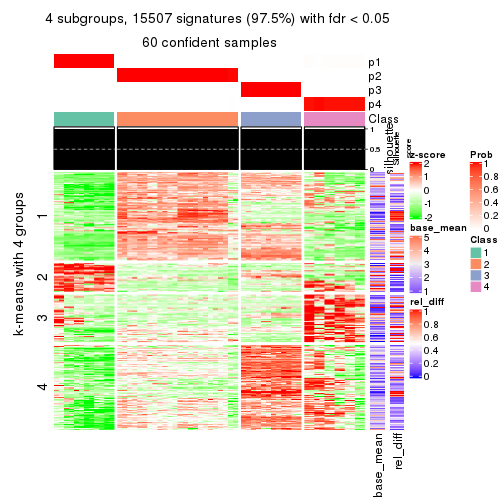 4 subgroups, 15507 signatures (97.5%) with fdr < 0.05
60 confident samples
p1
p2
p3
p4
Class
1
0.5
0
silhouette
Silhouette
score
k-means with 4 groups
1
2
3
4
base_mean
rel_diff
z-score
2
1
0
-1
-2
base_mean
5
4
3
2
1
rel_diff
1
0.8
0.6
0.4
0.2
0
Prob
1
0.8
0.6
0.4
0.2
0
Class
1
2
3
4